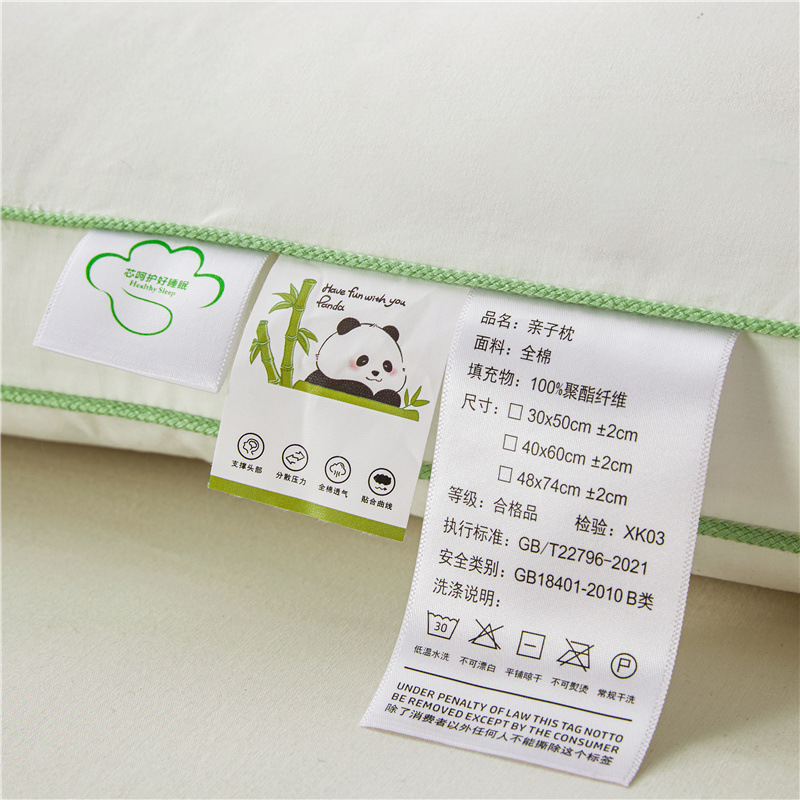 芯呵护好睡眠
Healthy Sleep
Have fun wish you
Panda
支撑头部 分散压力 全棉透气 贴合曲线
品名：亲子枕
面料：全棉
填充物：100%聚酯纤维
尺寸：□ 30x50cm ±2cm
□ 40x60cm ±2cm
□ 48x74cm ±2cm
等级：合格品 检验：XK03
执行标准：GB/T22796-2021
安全类别：GB18401-2010 B类
洗涤说明：
30 P
低温水洗 不可漂白 平铺晾干 不可熨烫 常规干洗
UNDER PENALTY OF LAW THIS TAG NOTTO
BE REMOVED EXCEPT BY THE CONSUMER
除了消费者以外任何人不能撕除这个标签